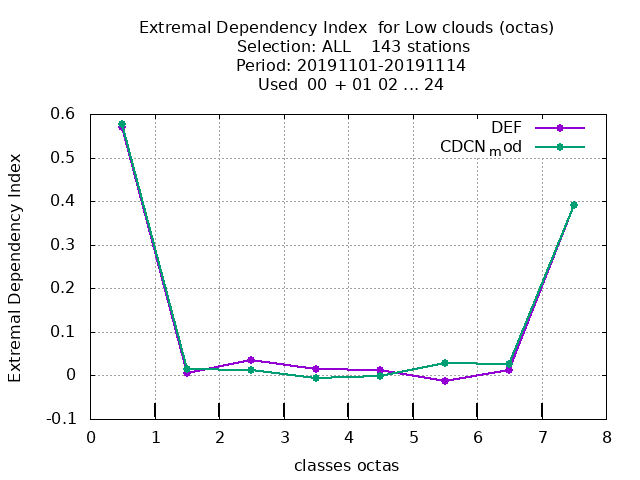 Extremal Dependency Index for Low clouds (octas)
Selection: ALL 143 stations
Period: 20191101-20191114
Used 00 + 01 02 ... 24
DEF
CDCN_mod
Extremal Dependency Index
0.6
0.5
0.4
0.3
0.2
0.1
0
-0.1
0 1 2 3 4 5 6 7 8
classes octas